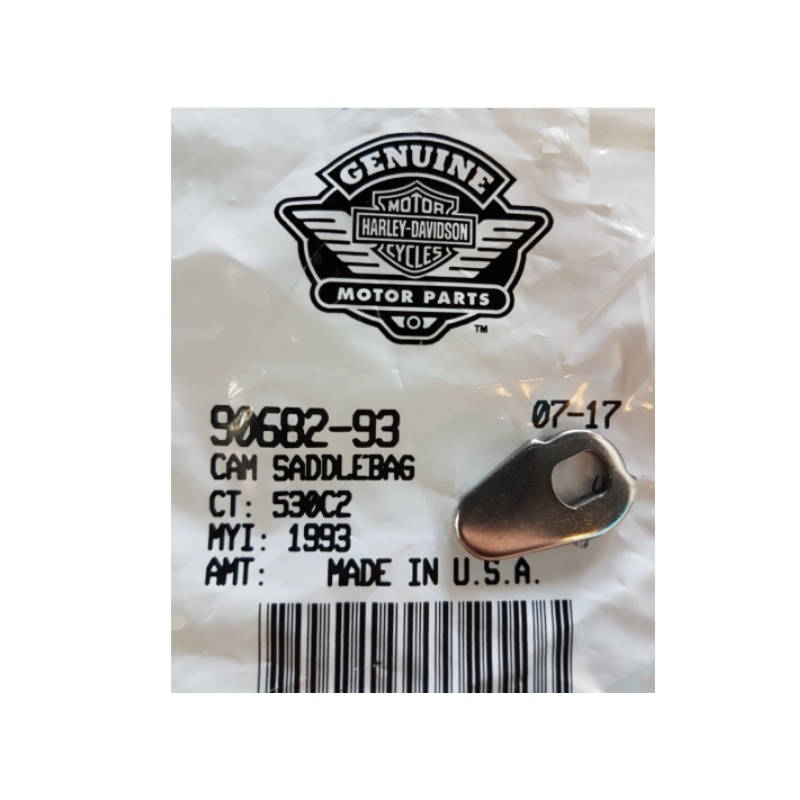 GENUINE
MOTOR
HARLEY-DAVIDSON
CYCLES
MOTOR PARTS
TM
90682-93 07-17
CAM SADDLEBAG
CT: 530C2
MYI: 1993
AMT: MADE IN U.S.A.